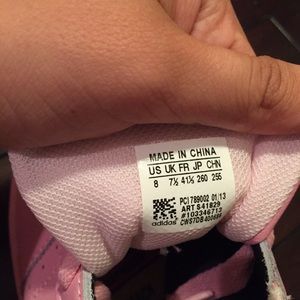 MADE IN CHINA
US UK FR JP CHN
8 7½ 41⅓ 260 255
PCI 789002 01/13
ART S41829
#103346713
adidas